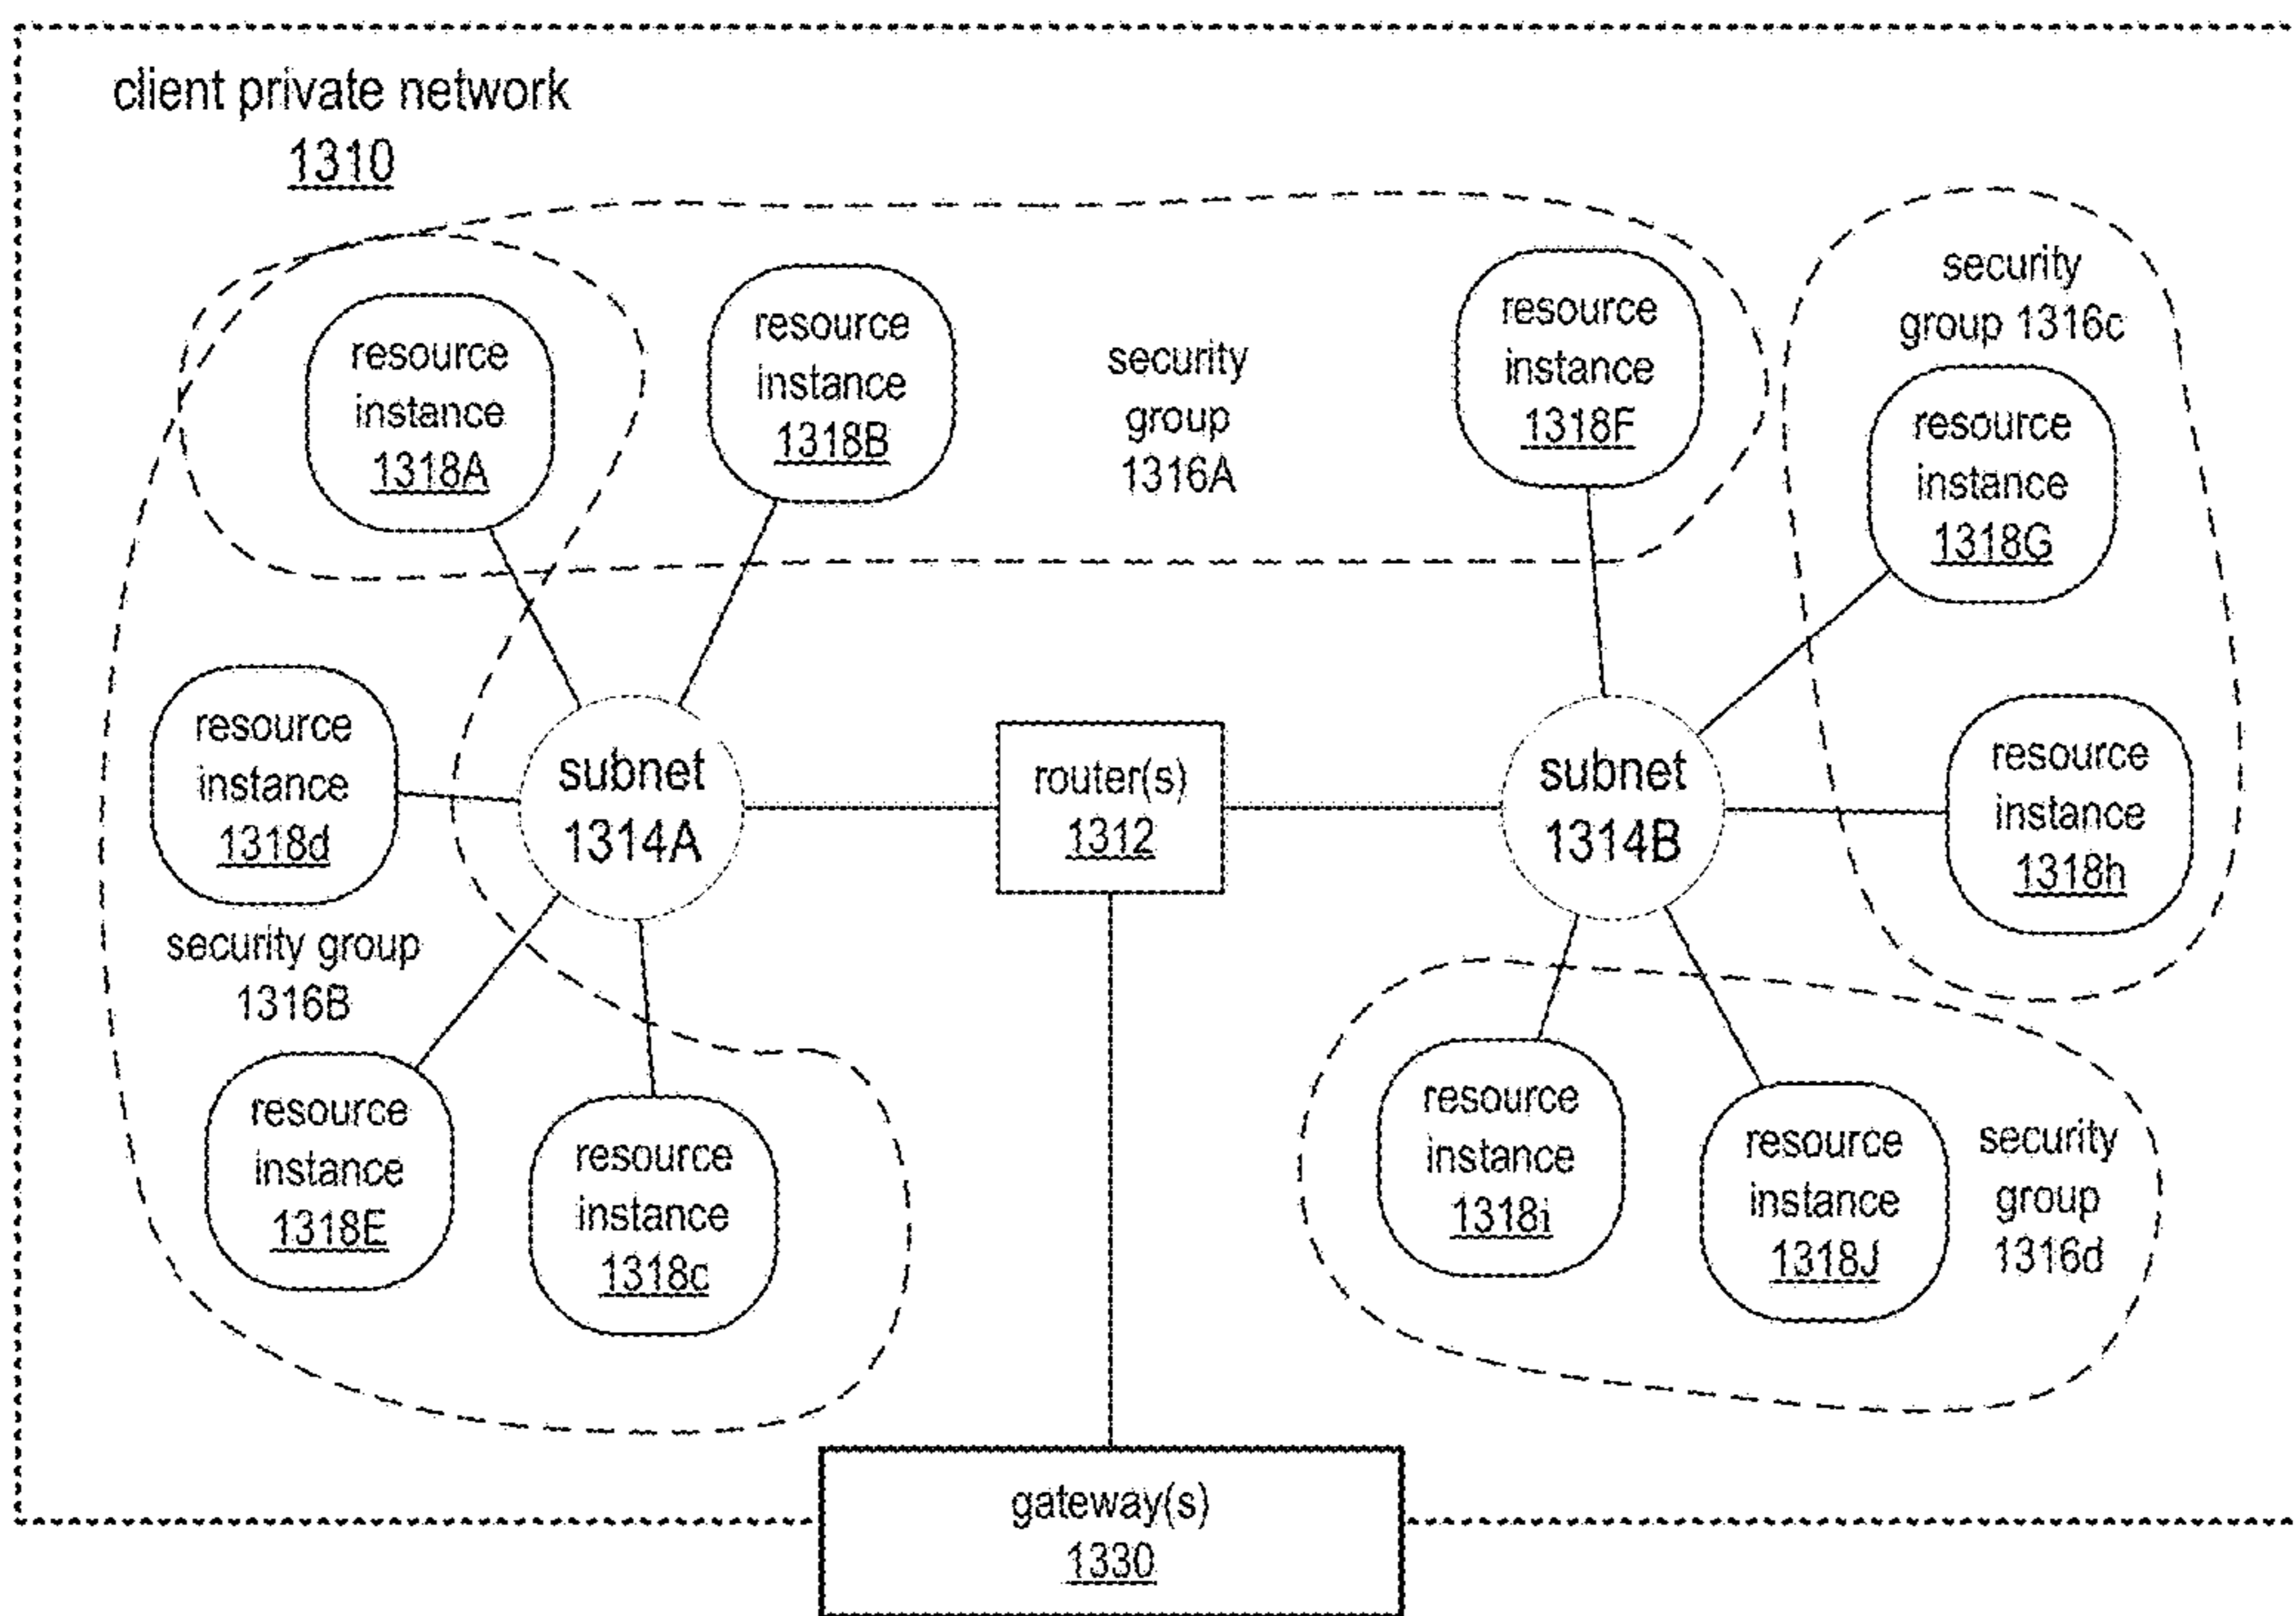 client private network
1310
resource
instance
1318A
resource
instance
1318B
security
group
1316A
resource
instance
1318F
security
group 1316c
resource
instance
1318G
resource
instance
1318d
subnet
1314A
router(s)
1312
subnet
1314B
resource
instance
1318h
security group
1316B
resource
instance
1318E
resource
instance
1318c
resource
instance
1318i
resource
instance
1318J
security
group
1316d
gateway(s)
1330